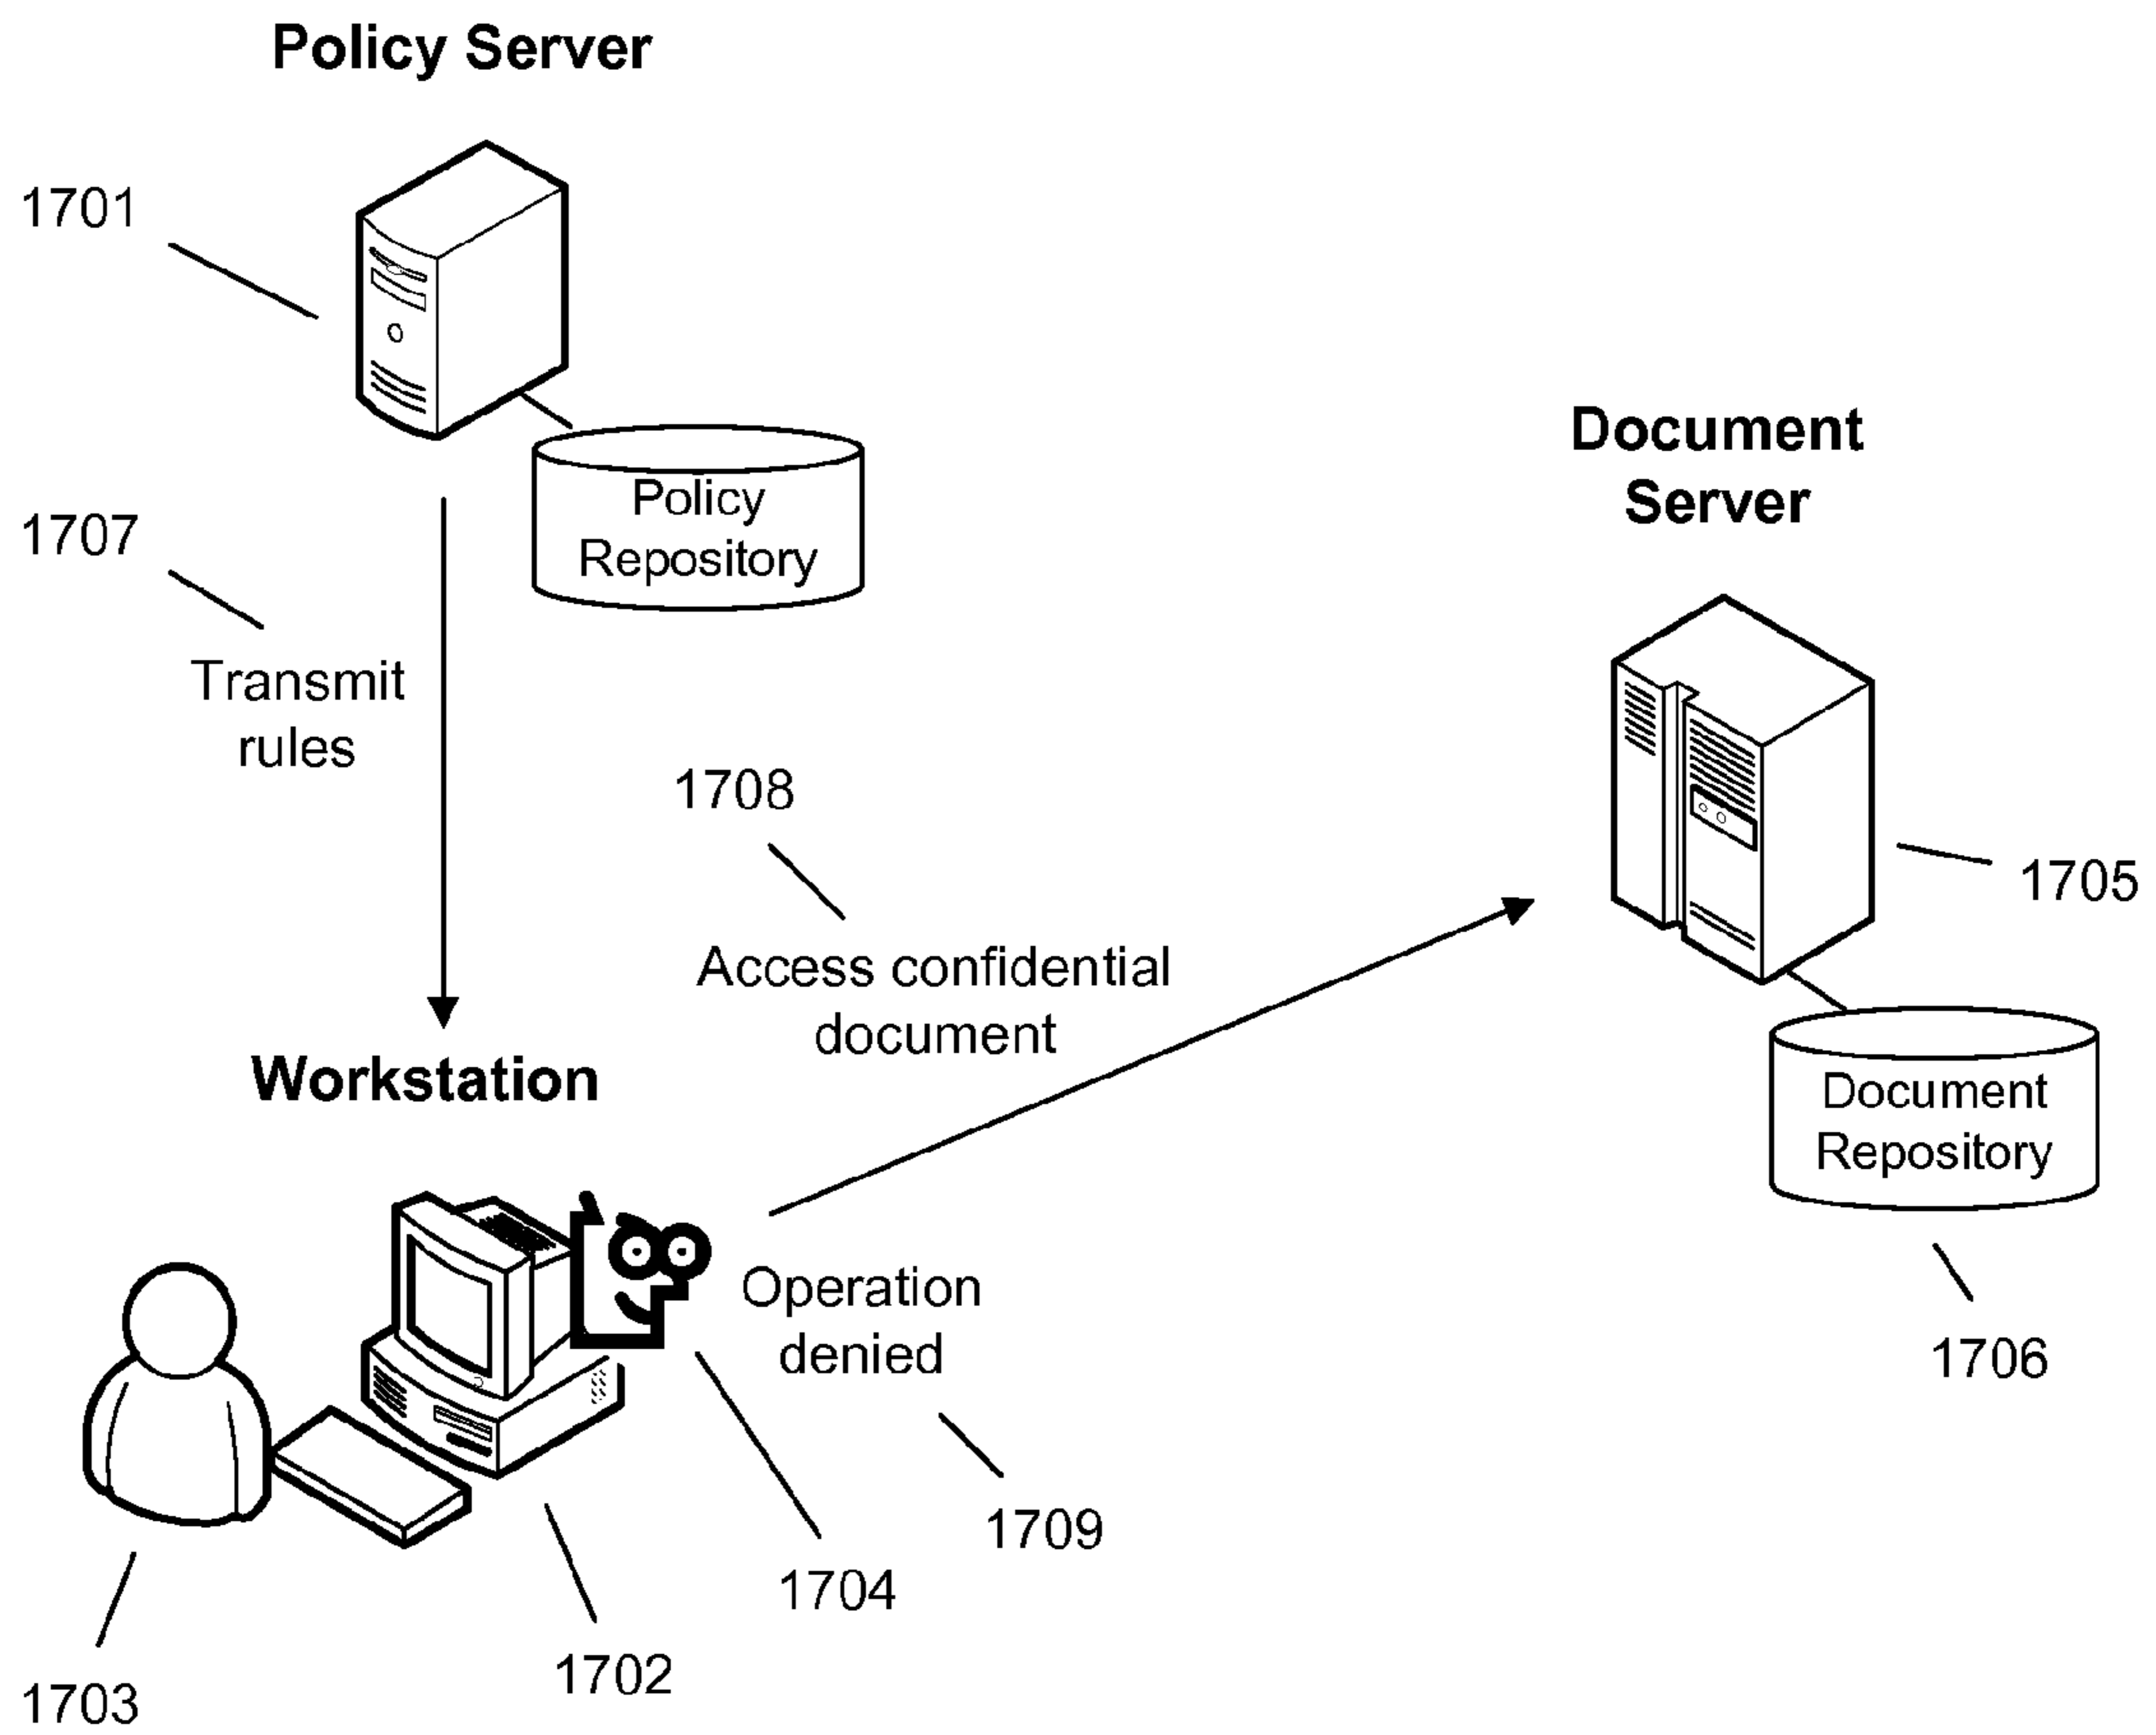 Policy Server
1701
Policy
Repository
1707
Transmit
rules
Document
Server
1708
1705
Access confidential
document
Workstation
Document
Repository
Operation
denied
1706
1709
1704
1702
1703